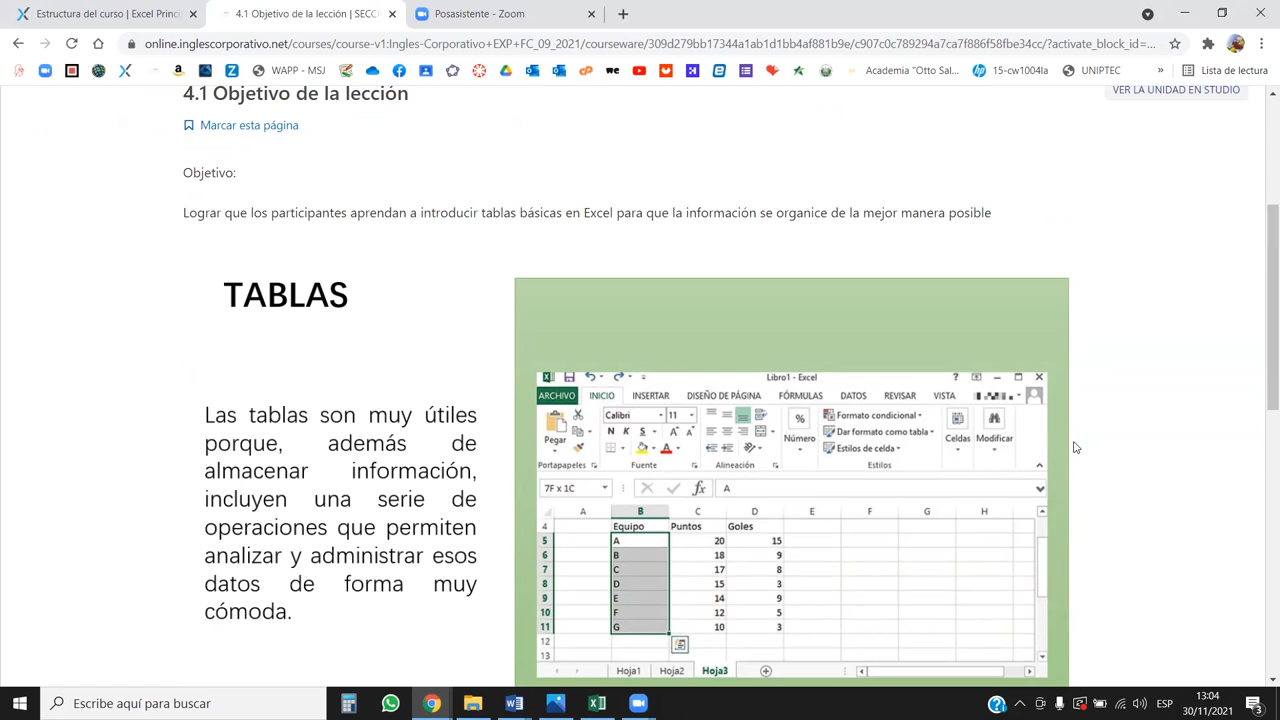 Estructura del curso | Excel Princi
4.1 Objetivo de la lección | SECCI
Posasistente - Zoom
online.inglescorporativo.net/courses/course-v1:Ingles-Corporativo+EXP+FC_09_2021/courseware/309d279bb17344a1ab1d1bb4af881b9e/c907c0c789294a7ca7f886f58fbe34cc/?activate_block_id=...
WAPP - MSJ
Academia "Otto Sal...
15-cw1004la
UNIPTEC
»
Lista de lectura
4.1 Objetivo de la lección
VER LA UNIDAD EN STUDIO
Marcar esta página
Objetivo:
Lograr que los participantes aprendan a introducir tablas básicas en Excel para que la información se organice de la mejor manera posible
TABLAS
Las tablas son muy útiles
porque, además de
almacenar información,
incluyen una serie de
operaciones que permiten
analizar y administrar esos
datos de forma muy
cómoda.
Libro1 - Excel
ARCHIVO INICIO INSERTAR DISEÑO DE PÁGINA FÓRMULAS DATOS REVISAR VISTA
Calibri 11
Pegar
N K S
Número
Formato condicional
Dar formato como tabla
Estilos de celda
Celdas
Modificar
Portapapeles Fuente Alineación Estilos
7F x 1C fx A
A B C D E F G H
4 Equipo Puntos Goles
5 A 20 15
6 B 18 9
7 C 17 8
8 D 15 3
9 E 14 9
10 F 12 5
11 G 10 3
12
13
Hoja1 Hoja2 Hoja3
Escribe aquí para buscar
ESP
13:04
30/11/2021
3